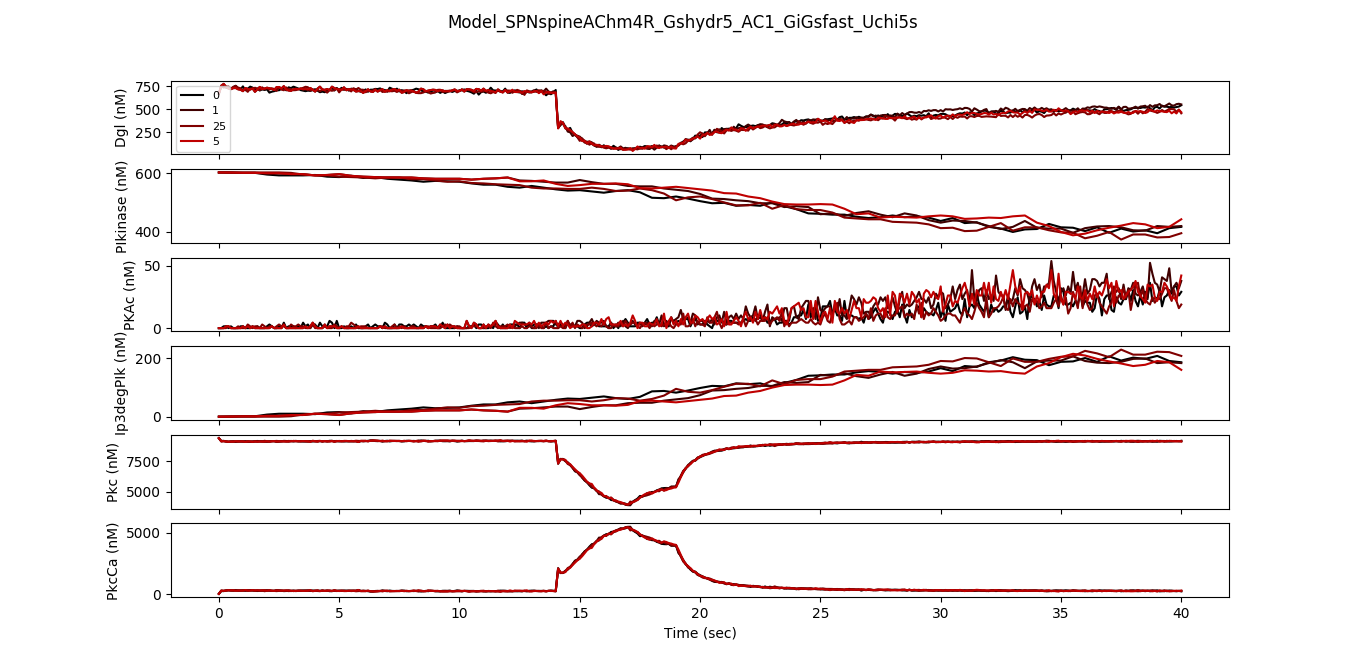 Model_SPNspineAChm4R_Gshydr5_AC1_GiGsfast_Uchi5s
Dgl (nM)
750
500
250
0
1
25
5
PIkinase (nM)
600
400
PKAc (nM)
50
0
Ip3degPIk (nM)
200
0
Pkc (nM)
7500
5000
PkcCa (nM)
5000
0
0 5 10 15 20 25 30 35 40
Time (sec)